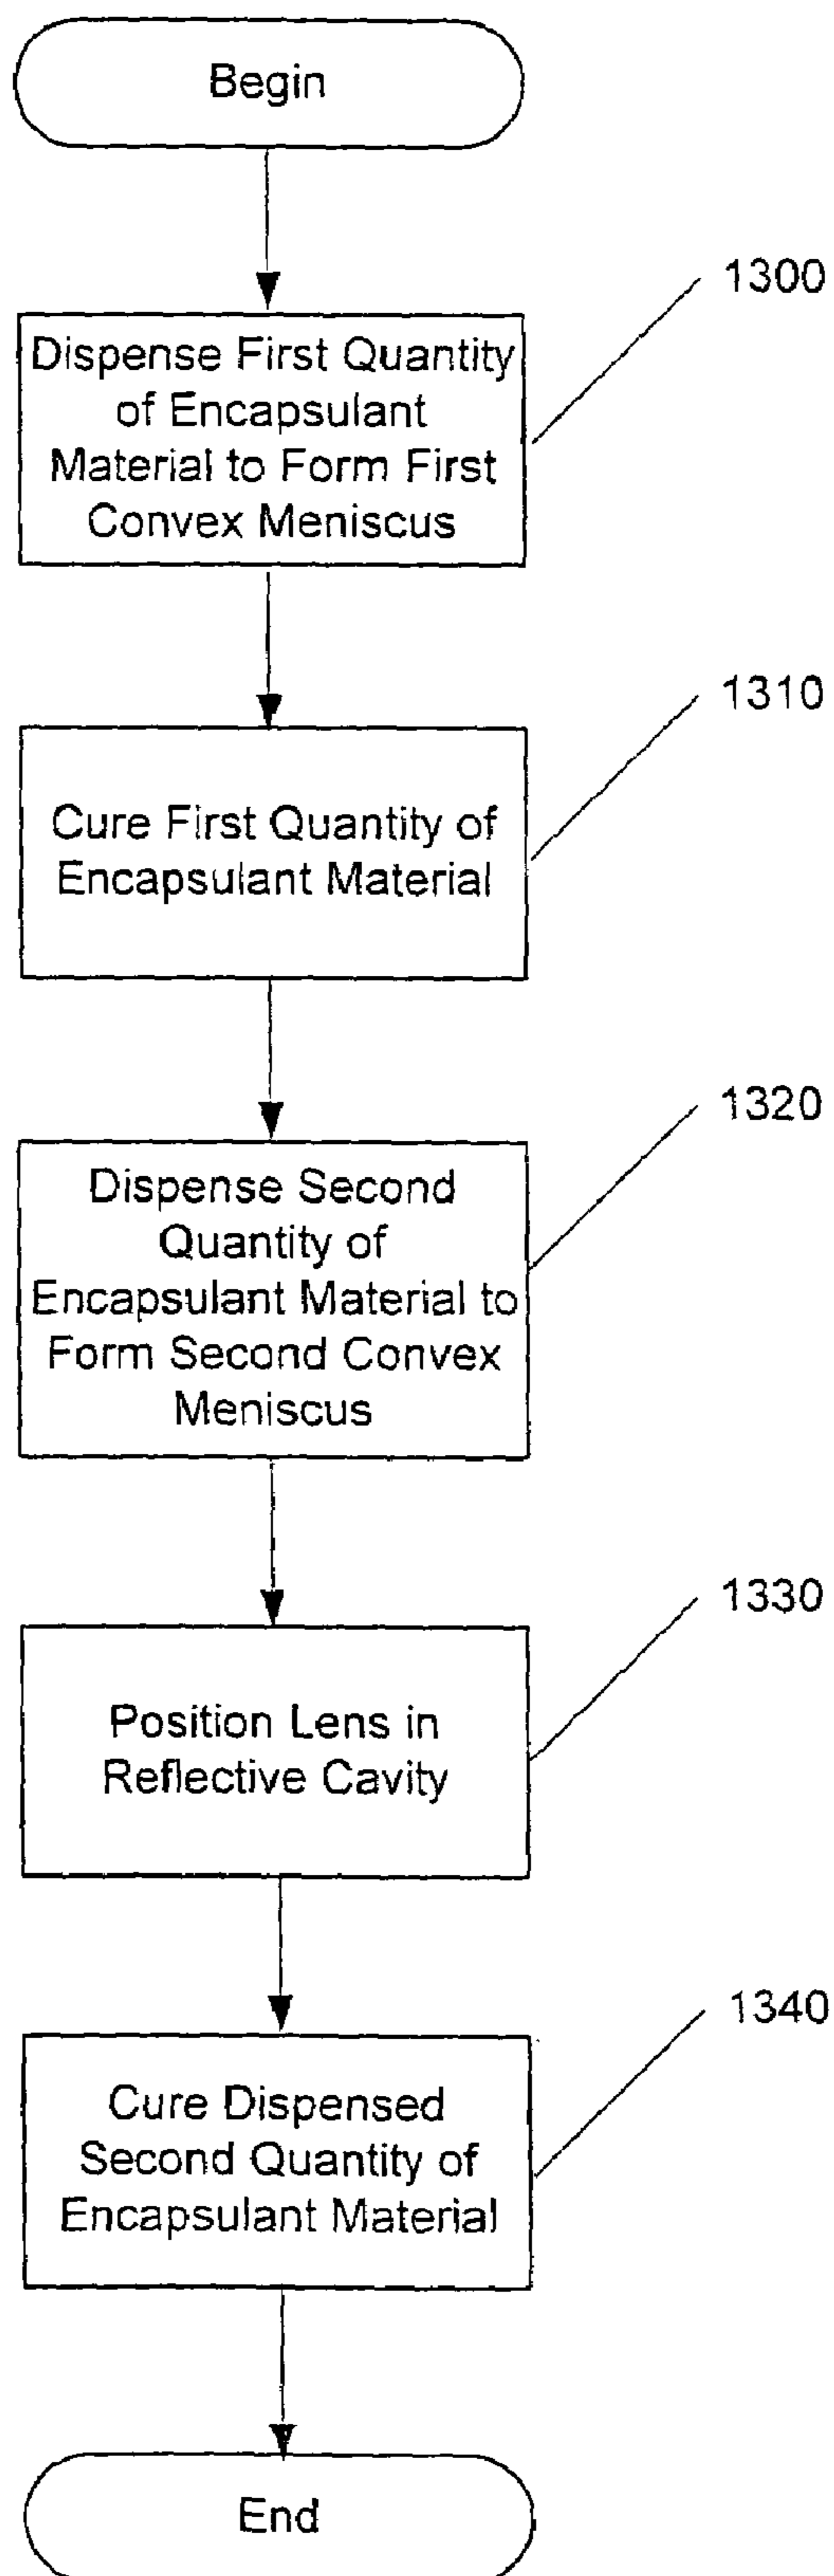 Begin
1300
Dispense First Quantity
of Encapsulant
Material to Form First
Convex Meniscus
1310
Cure First Quantity of
Encapsulant Material
1320
Dispense Second
Quantity of
Encapsulant Material to
Form Second Convex
Meniscus
1330
Position Lens in
Reflective Cavity
1340
Cure Dispensed
Second Quantity of
Encapsulant Material
End